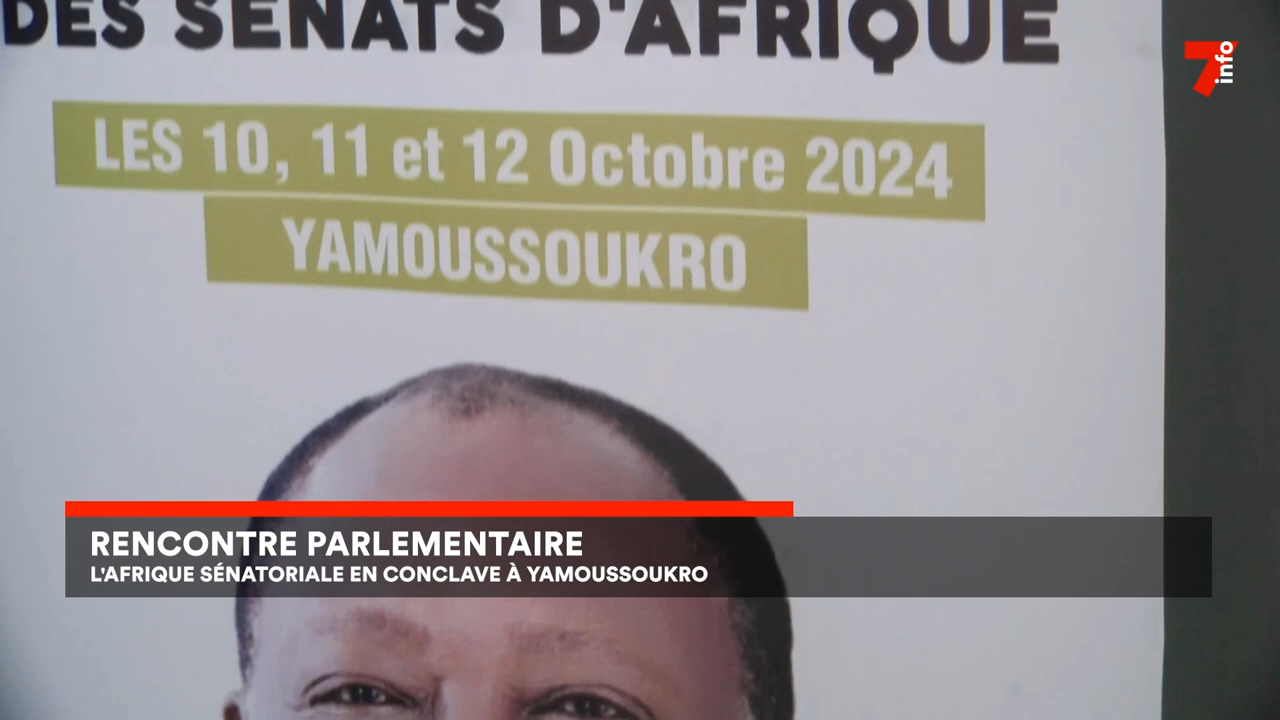 DES SÉNATS D'AFRIQUE
7info
LES 10, 11 et 12 Octobre 2024
YAMOUSSOUKRO
RENCONTRE PARLEMENTAIRE
L'AFRIQUE SÉNATORIALE EN CONCLAVE À YAMOUSSOUKRO